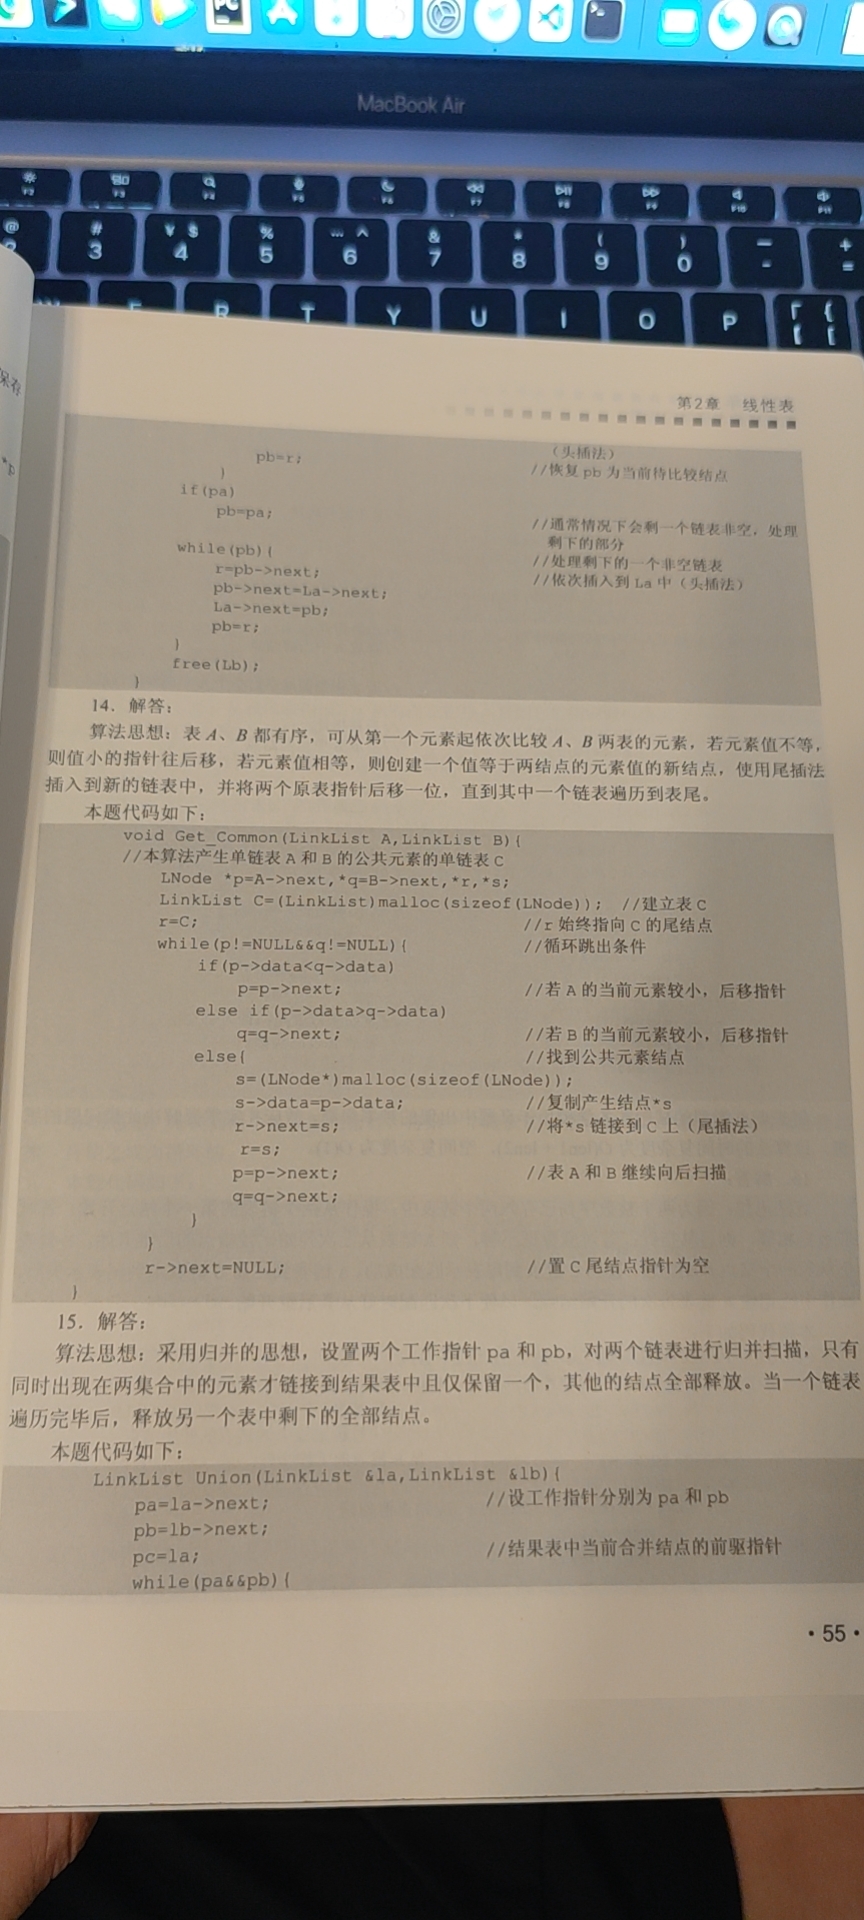 MacBook Air
@ # 3 ¥ $ 4 % 5 … ^ 6 & 7 * 8 ( 9 ) 0 — - + =
R T Y U I O P { [
保存
*p
第2章 线性表
pb=r; （头插法）
} //恢复 pb 为当前待比较结点
if(pa)
pb=pa; //通常情况下会剩一个链表非空，处理
剩下的部分
while(pb){ //处理剩下的一个非空链表
r=pb->next; //依次插入到 La 中（头插法）
pb->next=La->next;
La->next=pb;
pb=r;
}
free(Lb);
}
14．解答：
算法思想：表 A、B 都有序，可从第一个元素起依次比较 A、B 两表的元素，若元素值不等，
则值小的指针往后移，若元素值相等，则创建一个值等于两结点的元素值的新结点，使用尾插法
插入到新的链表中，并将两个原表指针后移一位，直到其中一个链表遍历到表尾。
本题代码如下：
void Get_Common(LinkList A,LinkList B){
//本算法产生单链表 A 和 B 的公共元素的单链表 C
LNode *p=A->next,*q=B->next,*r,*s;
LinkList C=(LinkList)malloc(sizeof(LNode)); //建立表 C
r=C; //r 始终指向 C 的尾结点
while(p!=NULL&&q!=NULL){ //循环跳出条件
if(p->data<q->data)
p=p->next; //若 A 的当前元素较小，后移指针
else if(p->data>q->data)
q=q->next; //若 B 的当前元素较小，后移指针
else{ //找到公共元素结点
s=(LNode*)malloc(sizeof(LNode));
s->data=p->data; //复制产生结点*s
r->next=s; //将*s 链接到 C 上（尾插法）
r=s;
p=p->next; //表 A 和 B 继续向后扫描
q=q->next;
}
}
r->next=NULL; //置 C 尾结点指针为空
}
15．解答：
算法思想：采用归并的思想，设置两个工作指针 pa 和 pb，对两个链表进行归并扫描，只有
同时出现在两集合中的元素才链接到结果表中且仅保留一个，其他的结点全部释放。当一个链表
遍历完毕后，释放另一个表中剩下的全部结点。
本题代码如下：
LinkList Union(LinkList &la,LinkList &lb){
pa=la->next; //设工作指针分别为 pa 和 pb
pb=lb->next;
pc=la; //结果表中当前合并结点的前驱指针
while(pa&&pb){
·55·